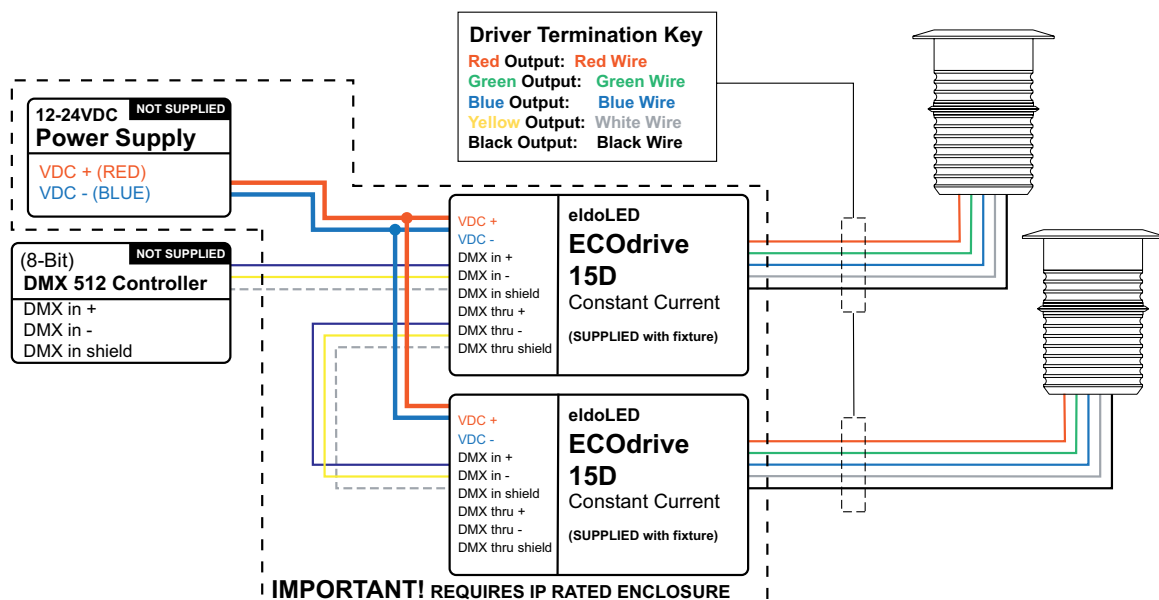 Driver Termination Key
Red Output: Red Wire
Green Output: Green Wire
Blue Output: Blue Wire
Yellow Output: White Wire
Black Output: Black Wire
12-24VDC NOT SUPPLIED
Power Supply
VDC + (RED)
VDC - (BLUE)
NOT SUPPLIED
(8-Bit)
DMX 512 Controller
DMX in +
DMX in -
DMX in shield
VDC +
VDC -
DMX in +
DMX in -
DMX in shield
DMX thru +
DMX thru -
DMX thru shield
eldoLED
ECOdrive
15D
Constant Current
(SUPPLIED with fixture)
VDC +
VDC -
DMX in +
DMX in -
DMX in shield
DMX thru +
DMX thru -
DMX thru shield
eldoLED
ECOdrive
15D
Constant Current
(SUPPLIED with fixture)
IMPORTANT! REQUIRES IP RATED ENCLOSURE